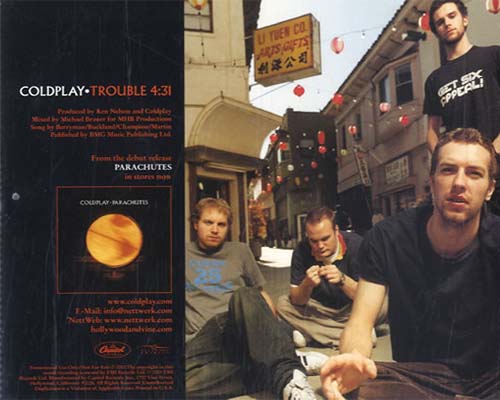 COLDPLAY•TROUBLE 4:31
Produced by Ken Nelson and Coldplay
Mixed by Michael Brauer for MHB Productions
Song by Berryman/Buckland/Champion/Martin
Published by BMG Music Publishing Ltd.
From the debut release
PARACHUTES
in stores now
COLDPLAY•PARACHUTES
www.coldplay.com
E-Mail: info@nettwerk.com
NettWeb: www.nettwerk.com
hollywoodandvine.com
Capitol
LI YUEN CO.
ARTS/GIFTS
利源公司
GET SIX
APPEAL!